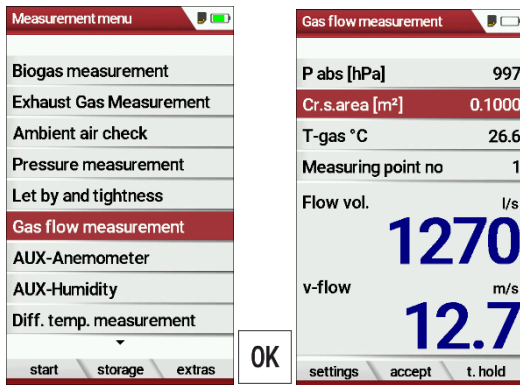 Measurement menu
Biogas measurement
Exhaust Gas Measurement
Ambient air check
Pressure measurement
Let by and tightness
Gas flow measurement
AUX-Anemometer
AUX-Humidity
Diff. temp. measurement
start storage extras
OK
Gas flow measurement
P abs [hPa] 997
Cr.s.area [m²] 0.1000
T-gas °C 26.6
Measuring point no 1
Flow vol. l/s
1270
v-flow m/s
12.7
settings accept t. hold